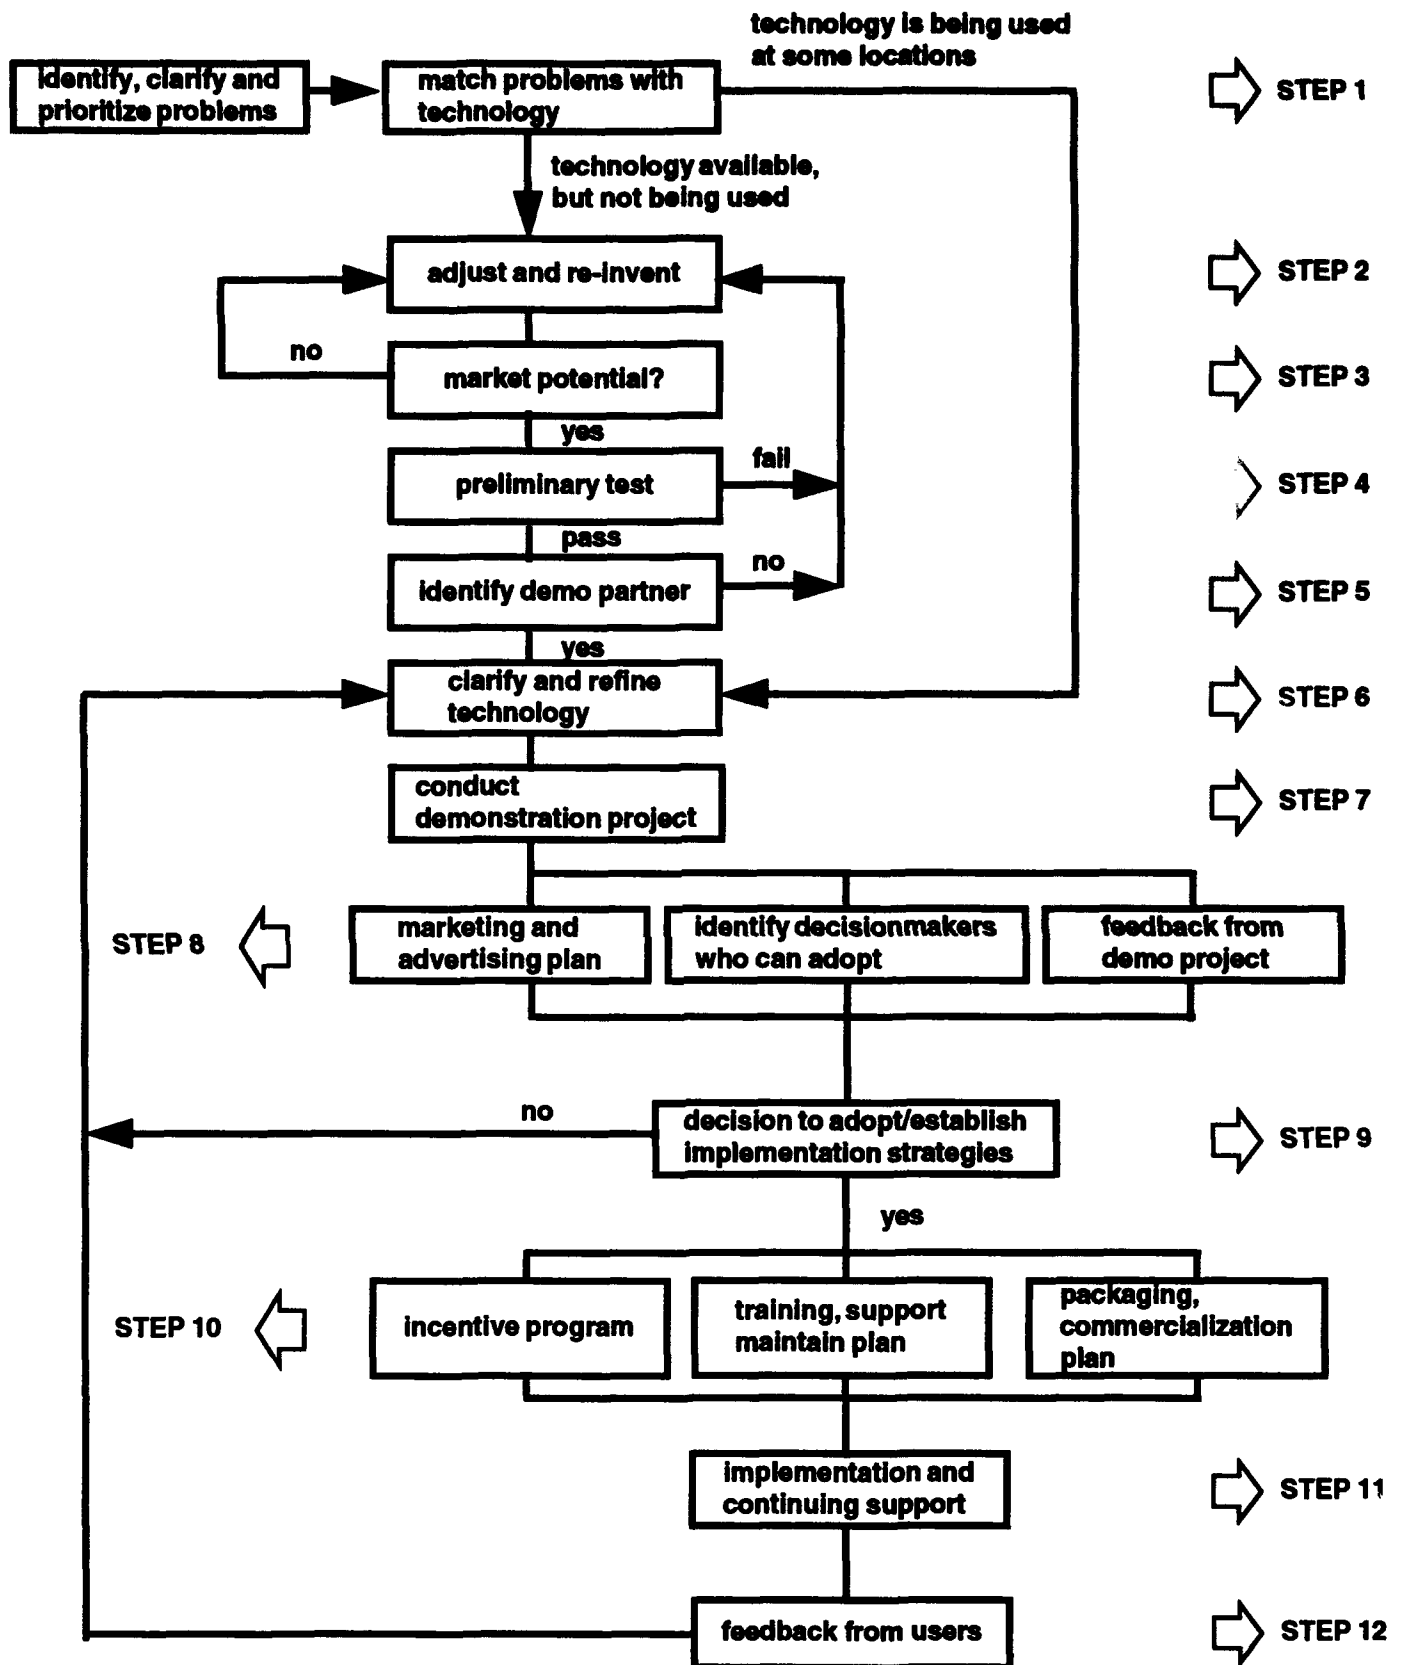 technology is being used
at some locations
identify, clarify and
prioritize problems
match problems with
technology
STEP 1
technology available,
but not being used
adjust and re-invent
STEP 2
no
market potential?
STEP 3
yes
preliminary test
fail
STEP 4
pass
identify demo partner
no
STEP 5
yes
clarify and refine
technology
STEP 6
conduct
demonstration project
STEP 7
STEP 8
marketing and
advertising plan
identify decisionmakers
who can adopt
feedback from
demo project
no
decision to adopt/establish
implementation strategies
STEP 9
yes
STEP 10
incentive program
training, support
maintain plan
packaging,
commercialization
plan
implementation and
continuing support
STEP 11
feedback from users
STEP 12